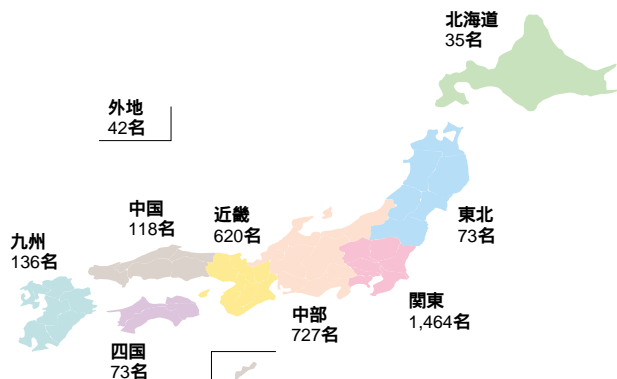 北海道
35名
外地
42名
中国
118名
近畿
620名
東北
73名
九州
136名
関東
1,464名
中部
727名
四国
73名